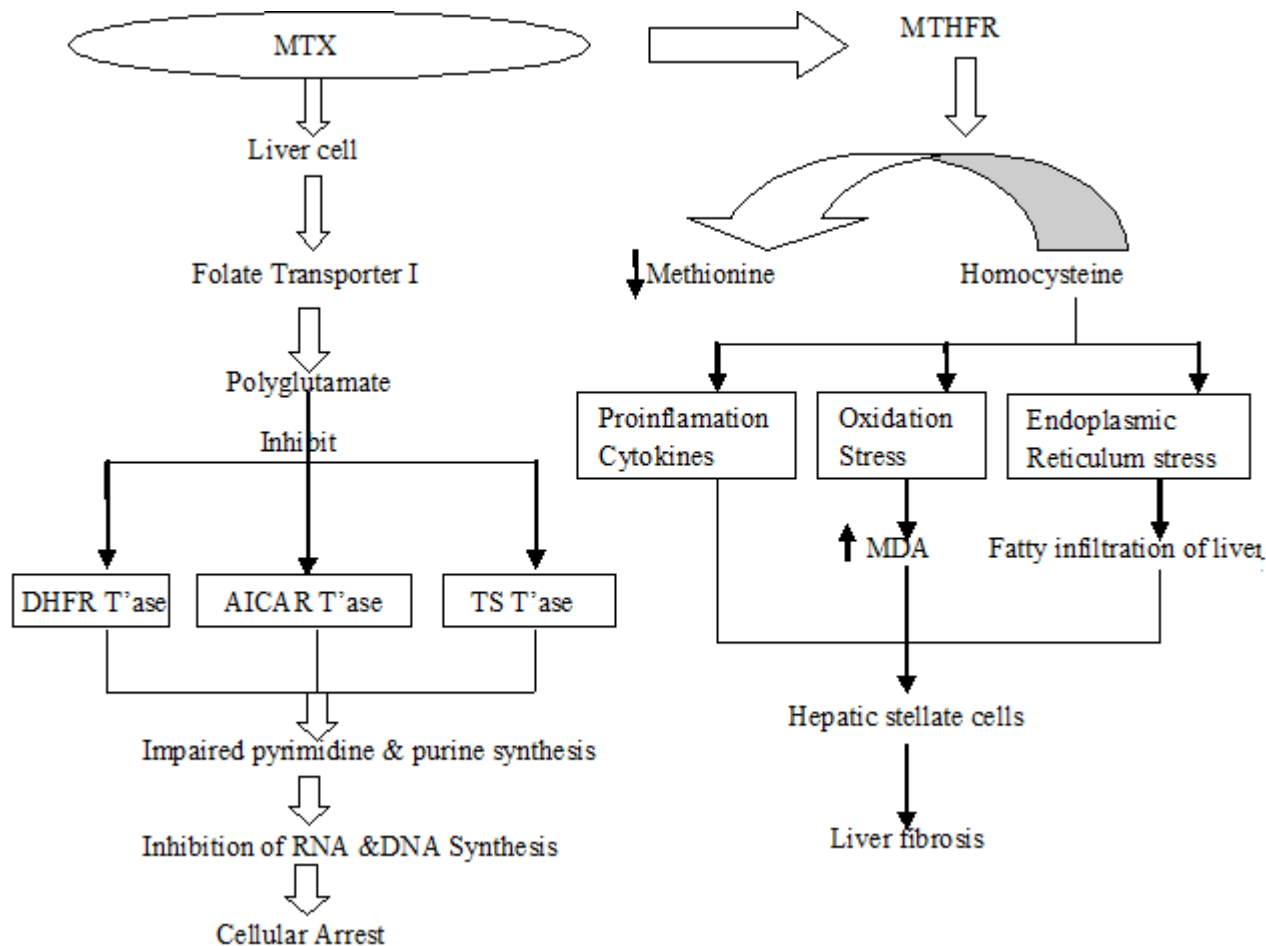 MTX
MTHFR
Liver cell
Folate Transporter I
Polyglutamate
Inhibit
DHFR T’ase
AICAR T’ase
TS T’ase
Impaired pyrimidine & purine synthesis
Inhibition of RNA &DNA Synthesis
Cellular Arrest
Methionine
Homocysteine
Proinflamation
Cytokines
Oxidation
Stress
Endoplasmic
Reticulum stress
MDA
Fatty infiltration of liver
Hepatic stellate cells
Liver fibrosis